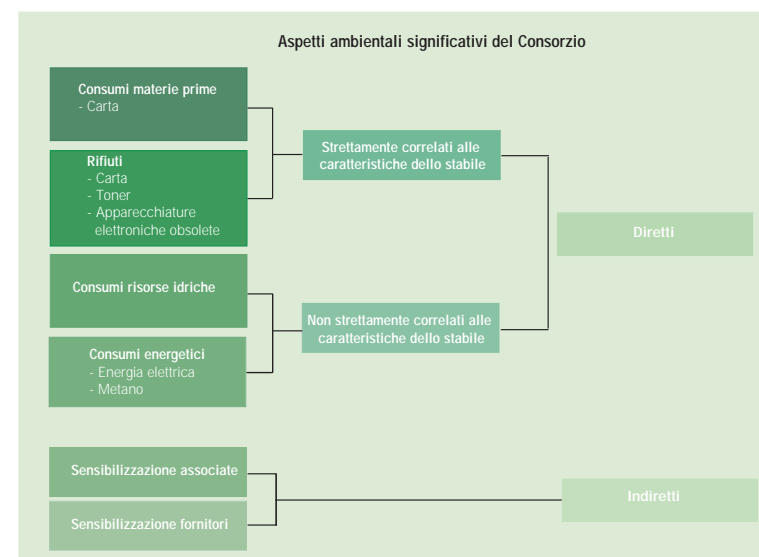 Aspetti ambientali significativi del Consorzio
Consumi materie prime
- Carta
Rifiuti
- Carta
- Toner
- Apparecchiature
elettroniche obsolete
Strettamente correlati alle
caratteristiche dello stabile
Diretti
Consumi risorse idriche
Consumi energetici
- Energia elettrica
- Metano
Non strettamente correlati alle
caratteristiche dello stabile
Sensibilizzazione associate
Sensibilizzazione fornitori
Indiretti